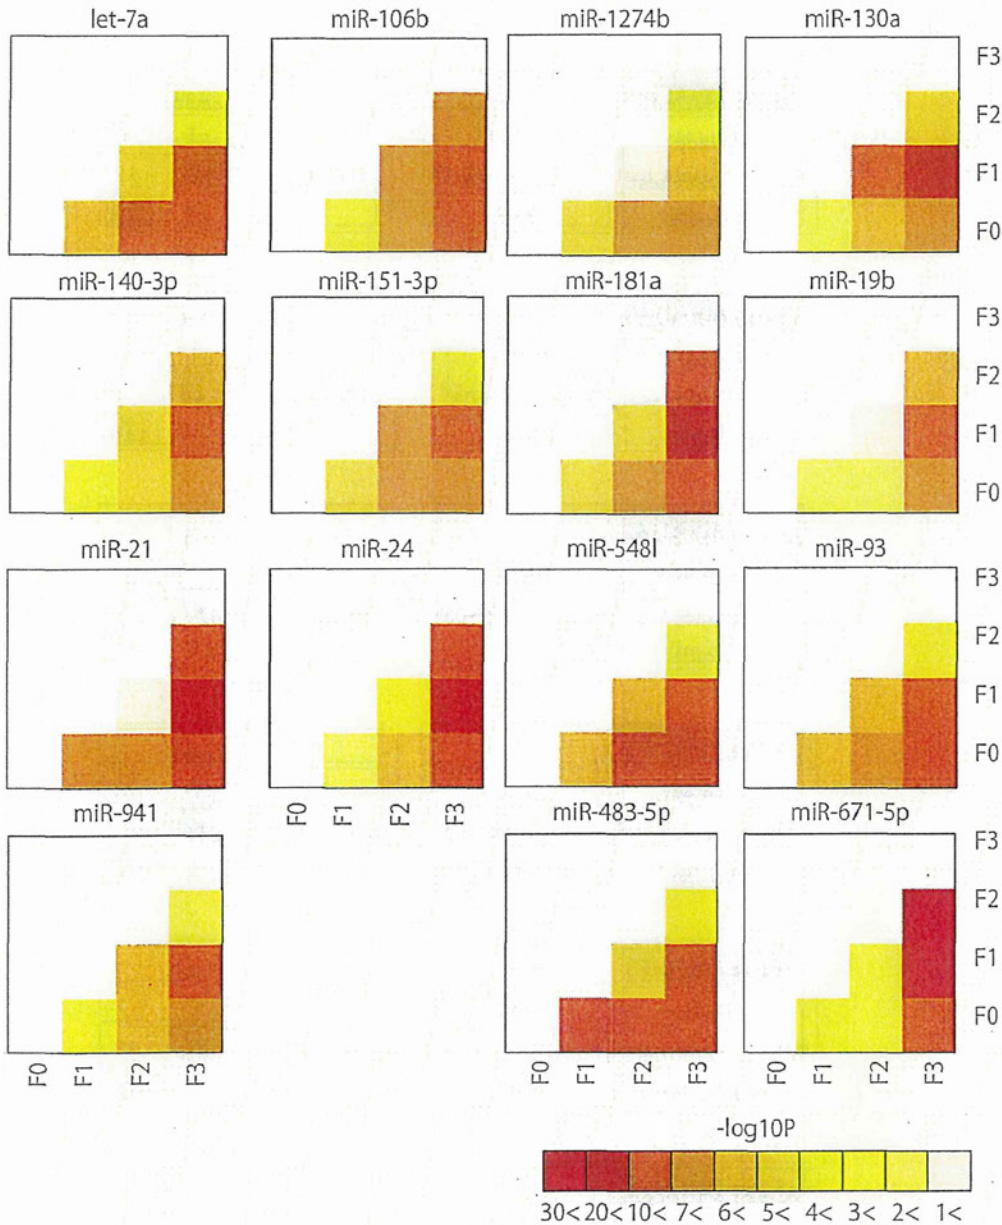 let-7a miR-106b miR-1274b miR-130a
F3
F2
F1
F0
miR-140-3p miR-151-3p miR-181a miR-19b
F3
F2
F1
F0
miR-21 miR-24 miR-548l miR-93
F3
F2
F1
F0
F0 F1 F2 F3
miR-941 miR-483-5p miR-671-5p
F3
F2
F1
F0
F0 F1 F2 F3 F0 F1 F2 F3 F0 F1 F2 F3
-log10P
30< 20< 10< 7< 6< 5< 4< 3< 2< 1<